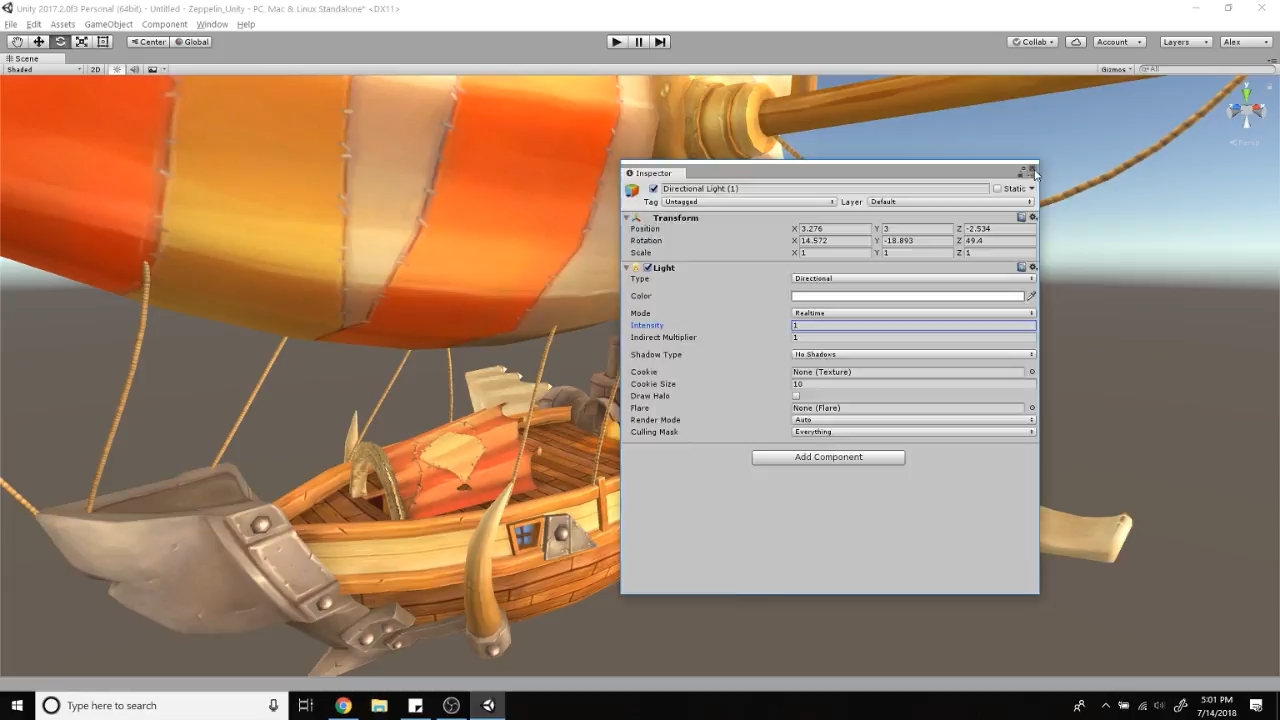 Unity 2017.2.0f3 Personal (64bit) - Untitled - Zeppelin_Unity - PC, Mac & Linux Standalone* <DX11>
File Edit Assets GameObject Component Window Help
Center Global Collab Account Layers Alex
Scene
Shaded 2D Gizmos All
Persp
Inspector
Directional Light (1) Static
Tag Untagged Layer Default
Transform
Position X 3.276 Y 3 Z -2.534
Rotation X 14.572 Y -18.893 Z 49.4
Scale X 1 Y 1 Z 1
Light
Type Directional
Color
Mode Realtime
Intensity 1
Indirect Multiplier 1
Shadow Type No Shadows
Cookie None (Texture)
Cookie Size 10
Draw Halo
Flare None (Flare)
Render Mode Auto
Culling Mask Everything
Add Component
Type here to search
5:01 PM
7/14/2018